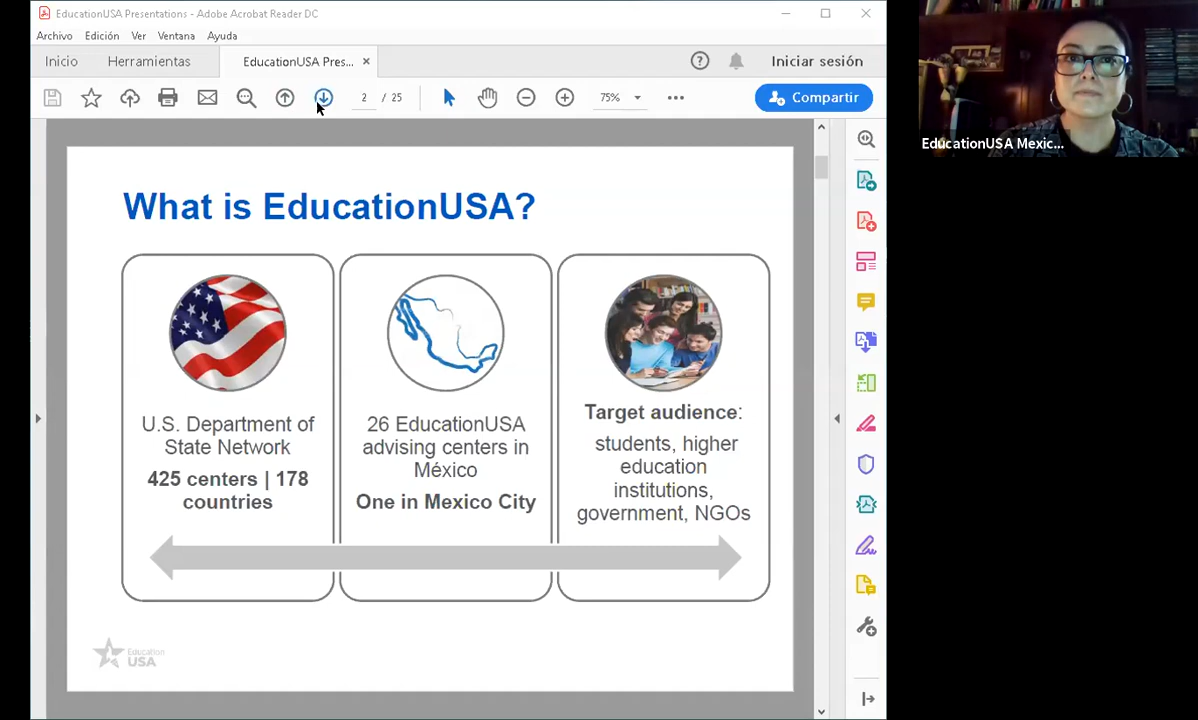 EducationUSA Presentations - Adobe Acrobat Reader DC
Archivo Edición Ver Ventana Ayuda
Inicio Herramientas EducationUSA Pres... Iniciar sesión
2 / 25 75% Compartir
EducationUSA Mexic...
What is EducationUSA?
U.S. Department of
State Network
425 centers | 178
countries
26 EducationUSA
advising centers in
México
One in Mexico City
Target audience:
students, higher
education
institutions,
government, NGOs
Education
USA